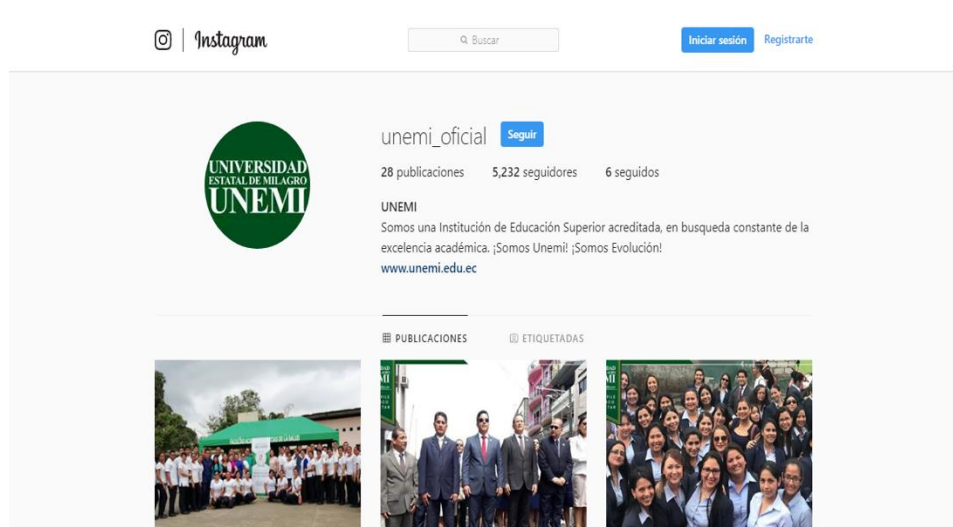 Instagram
Buscar
Iniciar sesión
Registrarte
UNIVERSIDAD
ESTATAL DE MILAGRO
UNEMI
unemi_oficial
Seguir
28 publicaciones 5,232 seguidores 6 seguidos
UNEMI
Somos una Institución de Educación Superior acreditada, en busqueda constante de la
excelencia académica. ¡Somos Unemi! ¡Somos Evolución!
www.unemi.edu.ec
PUBLICACIONES
ETIQUETADAS